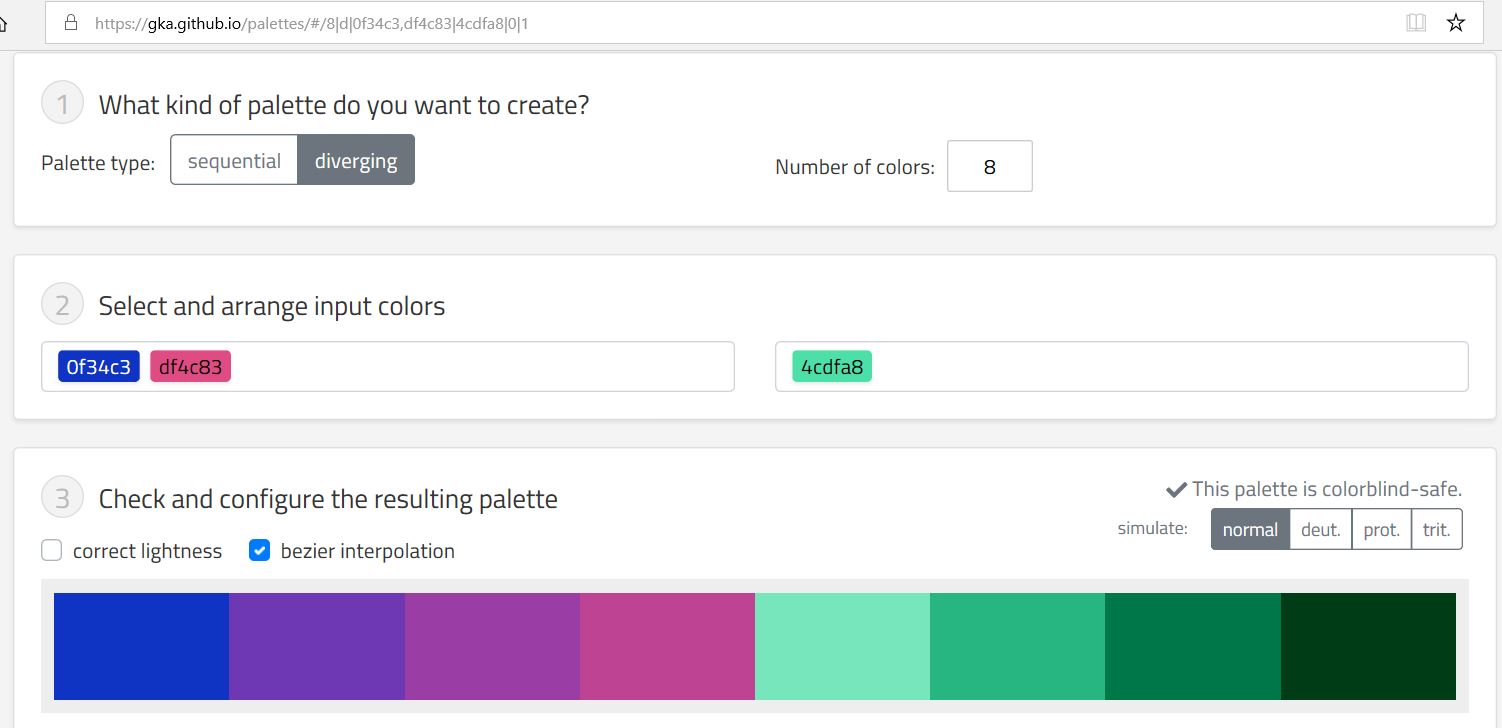 https://gka.github.io/palettes/#/8|d|0f34c3,df4c83|4cdfa8|0|1
1 What kind of palette do you want to create?
Palette type: sequential diverging Number of colors: 8
2 Select and arrange input colors
0f34c3 df4c83 4cdfa8
3 Check and configure the resulting palette
This palette is colorblind-safe.
simulate: normal deut. prot. trit.
correct lightness bezier interpolation